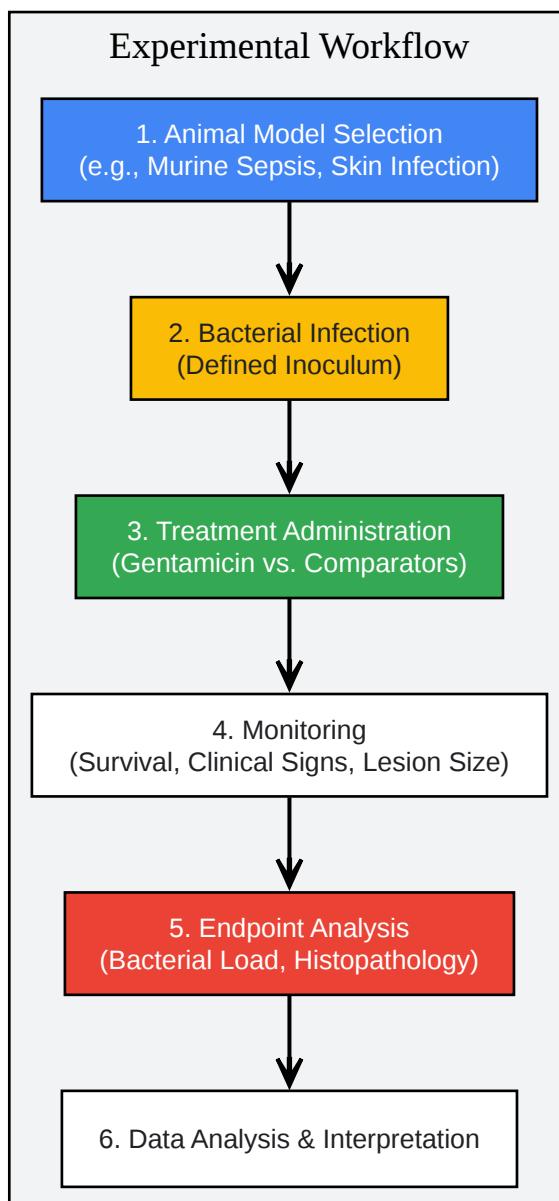 Experimental Workflow
1. Animal Model Selection
(e.g., Murine Sepsis, Skin Infection)
2. Bacterial Infection
(Defined Inoculum)
3. Treatment Administration
(Gentamicin vs. Comparators)
4. Monitoring
(Survival, Clinical Signs, Lesion Size)
5. Endpoint Analysis
(Bacterial Load, Histopathology)
6. Data Analysis & Interpretation